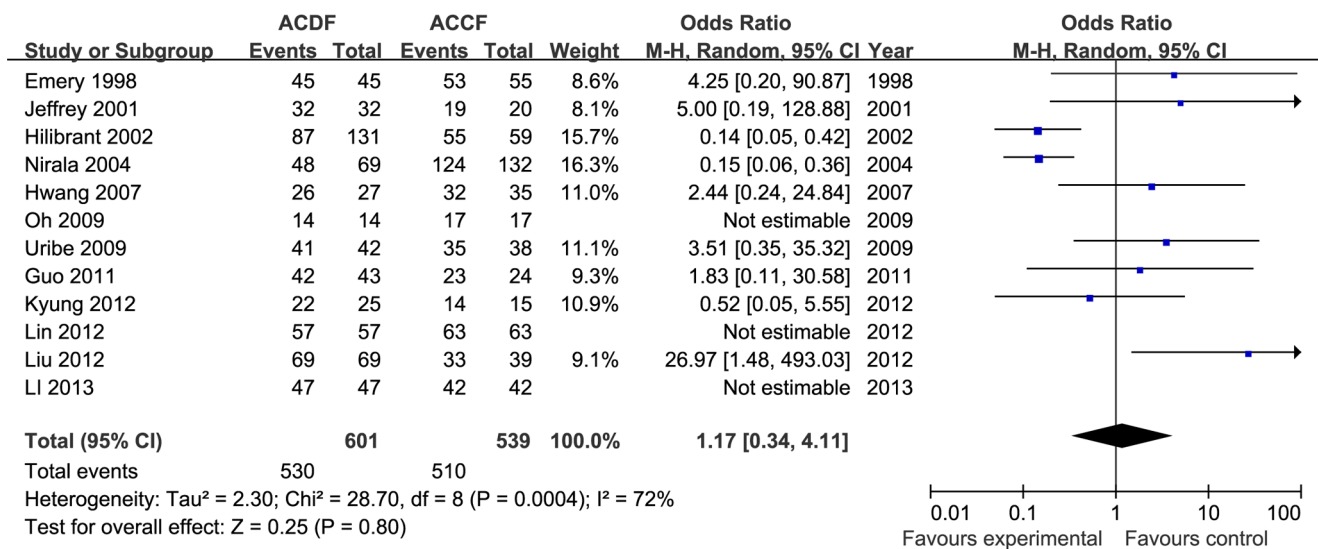 ACDF ACCF Odds Ratio Odds Ratio
Study or Subgroup Events Total Events Total Weight M-H, Random, 95% CI Year M-H, Random, 95% CI
Emery 1998 45 45 53 55 8.6% 4.25 [0.20, 90.87] 1998
Jeffrey 2001 32 32 19 20 8.1% 5.00 [0.19, 128.88] 2001
Hilibrant 2002 87 131 55 59 15.7% 0.14 [0.05, 0.42] 2002
Nirala 2004 48 69 124 132 16.3% 0.15 [0.06, 0.36] 2004
Hwang 2007 26 27 32 35 11.0% 2.44 [0.24, 24.84] 2007
Oh 2009 14 14 17 17 Not estimable 2009
Uribe 2009 41 42 35 38 11.1% 3.51 [0.35, 35.32] 2009
Guo 2011 42 43 23 24 9.3% 1.83 [0.11, 30.58] 2011
Kyung 2012 22 25 14 15 10.9% 0.52 [0.05, 5.55] 2012
Lin 2012 57 57 63 63 Not estimable 2012
Liu 2012 69 69 33 39 9.1% 26.97 [1.48, 493.03] 2012
LI 2013 47 47 42 42 Not estimable 2013
Total (95% CI) 601 539 100.0% 1.17 [0.34, 4.11]
Total events 530 510
Heterogeneity: Tau² = 2.30; Chi² = 28.70, df = 8 (P = 0.0004); I² = 72%
Test for overall effect: Z = 0.25 (P = 0.80)
0.01 0.1 1 10 100
Favours experimental Favours control